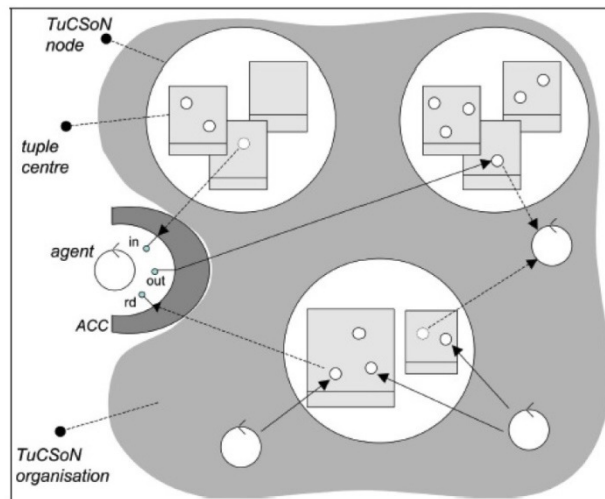 TuCSoN
node
tuple
centre
agent
in
out
rd
ACC
TuCSoN
organisation